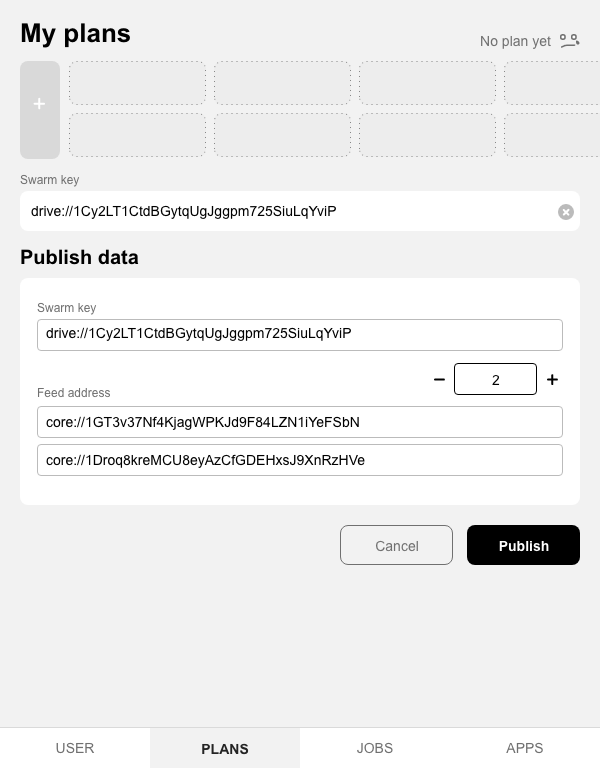 My plans
No plan yet
+
Swarm key
drive://1Cy2LT1CtdBGytqUgJggpm725SiuLqYviP
Publish data
Swarm key
drive://1Cy2LT1CtdBGytqUgJggpm725SiuLqYviP
− 2 +
Feed address
core://1GT3v37Nf4KjagWPKJd9F84LZN1iYeFSbN
core://1Droq8kreMCU8eyAzCfGDEHxsJ9XnRzHVe
Cancel Publish
USER PLANS JOBS APPS